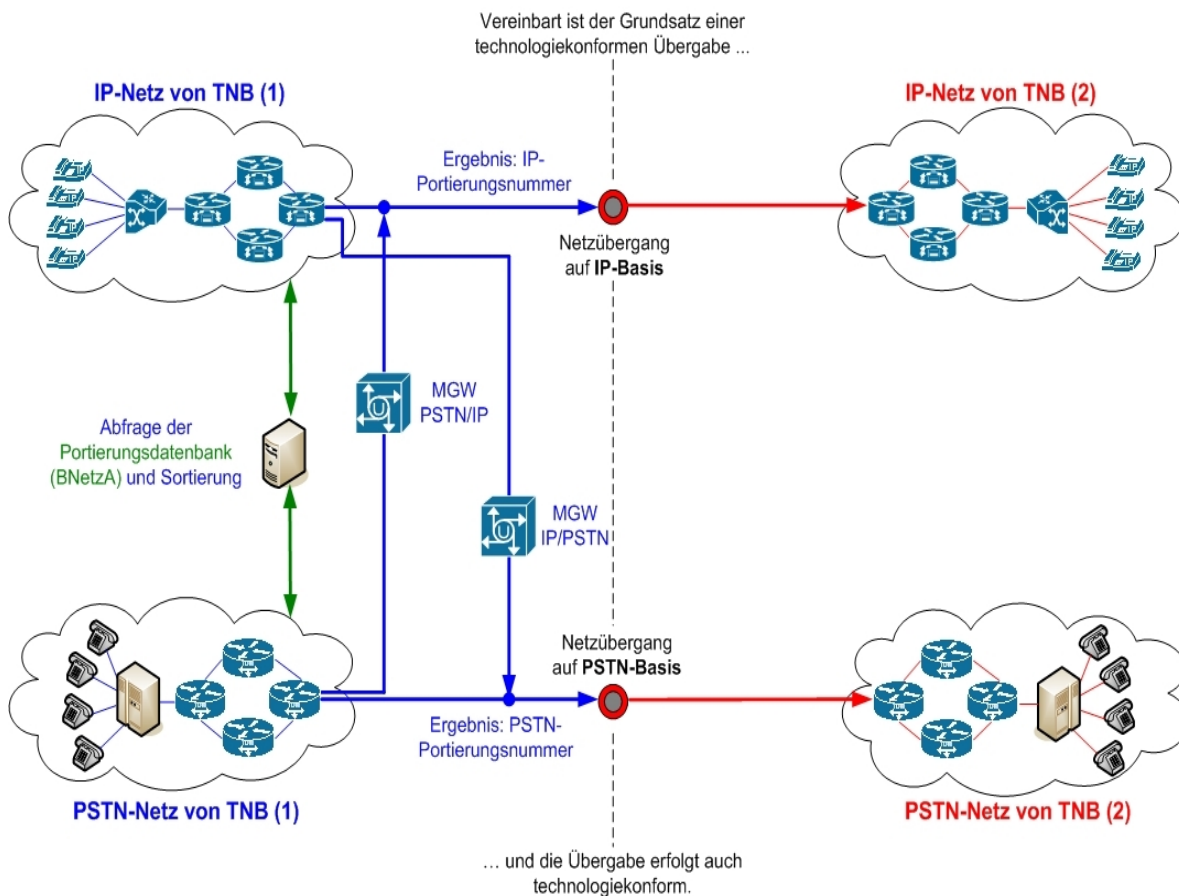 Vereinbart ist der Grundsatz einer
technologiekonformen Übergabe ...
IP-Netz von TNB (1)
IP-Netz von TNB (2)
Ergebnis: IP-
Portierungsnummer
Netzübergang
auf IP-Basis
MGW
PSTN/IP
Abfrage der
Portierungsdatenbank
(BNetzA) und Sortierung
MGW
IP/PSTN
Netzübergang
auf PSTN-Basis
Ergebnis: PSTN-
Portierungsnummer
PSTN-Netz von TNB (1)
PSTN-Netz von TNB (2)
... und die Übergabe erfolgt auch
technologiekonform.